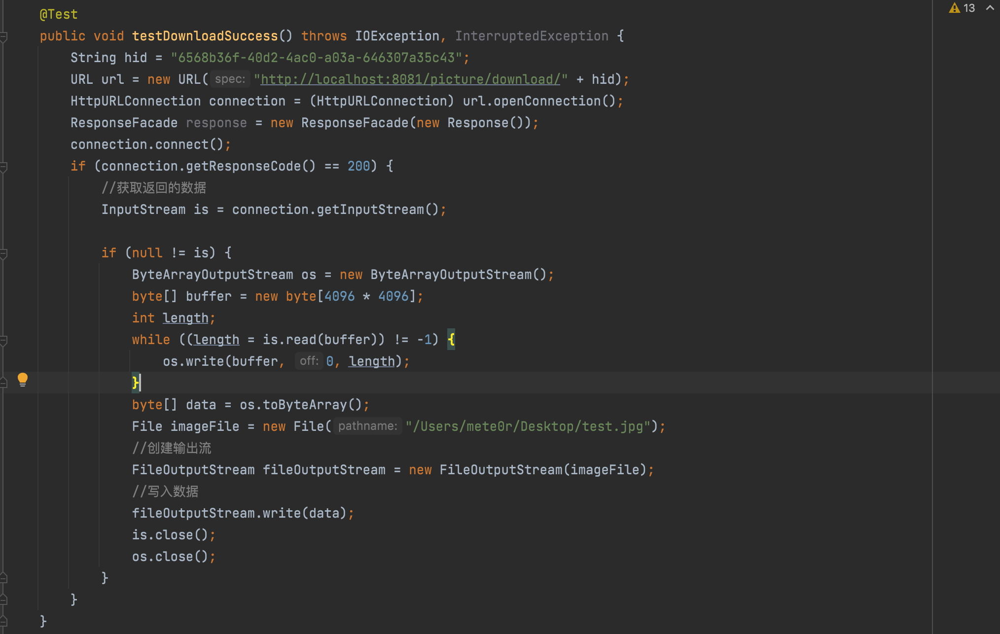 13
@Test
public void testDownloadSuccess() throws IOException, InterruptedException {
String hid = "6568b36f-40d2-4ac0-a03a-646307a35c43";
URL url = new URL( spec: "http://localhost:8081/picture/download/" + hid);
HttpURLConnection connection = (HttpURLConnection) url.openConnection();
ResponseFacade response = new ResponseFacade(new Response());
connection.connect();
if (connection.getResponseCode() == 200) {
//获取返回的数据
InputStream is = connection.getInputStream();
if (null != is) {
ByteArrayOutputStream os = new ByteArrayOutputStream();
byte[] buffer = new byte[4096 * 4096];
int length;
while ((length = is.read(buffer)) != -1) {
os.write(buffer, off: 0, length);
}
byte[] data = os.toByteArray();
File imageFile = new File( pathname: "/Users/mete0r/Desktop/test.jpg");
//创建输出流
FileOutputStream fileOutputStream = new FileOutputStream(imageFile);
//写入数据
fileOutputStream.write(data);
is.close();
os.close();
}
}
}